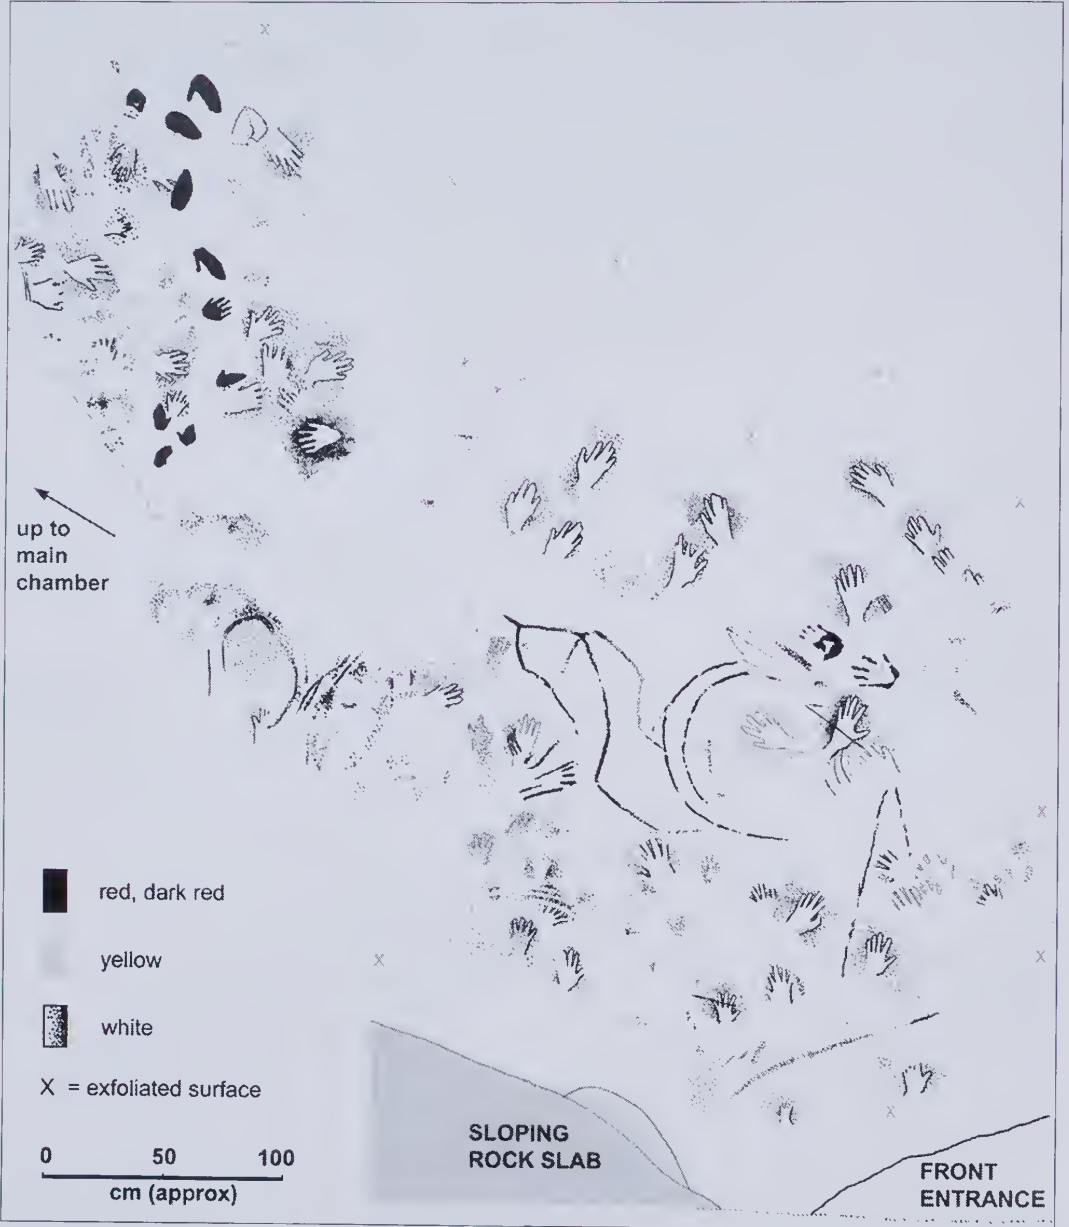 X
X
X
up to
main
chamber
X
X
red, dark red
yellow
X
X
white
X = exfoliated surface
X
0 50 100
cm (approx)
SLOPING
ROCK SLAB
FRONT
ENTRANCE